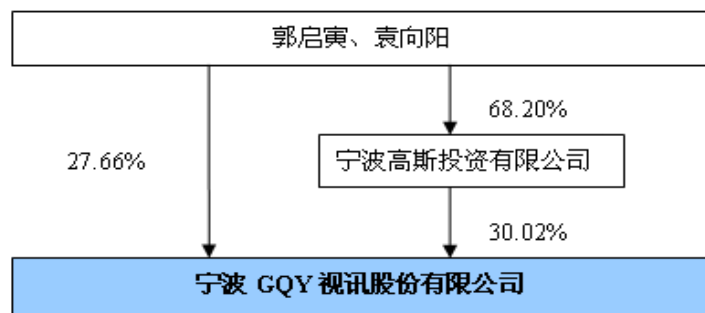 郭启寅、袁向阳
68.20%
27.66%
宁波高斯投资有限公司
30.02%
宁波 GQY 视讯股份有限公司